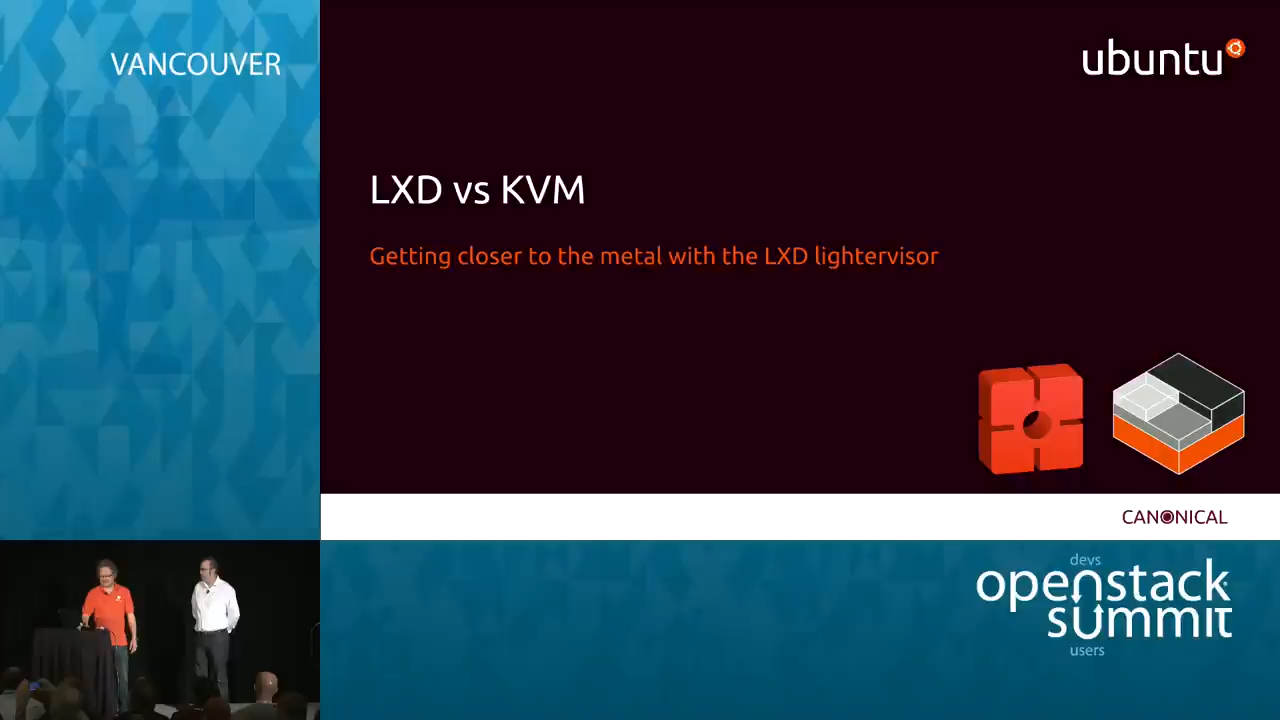 VANCOUVER
ubuntu
LXD vs KVM
Getting closer to the metal with the LXD lightervisor
CANONICAL
devs
openstack
summit
users